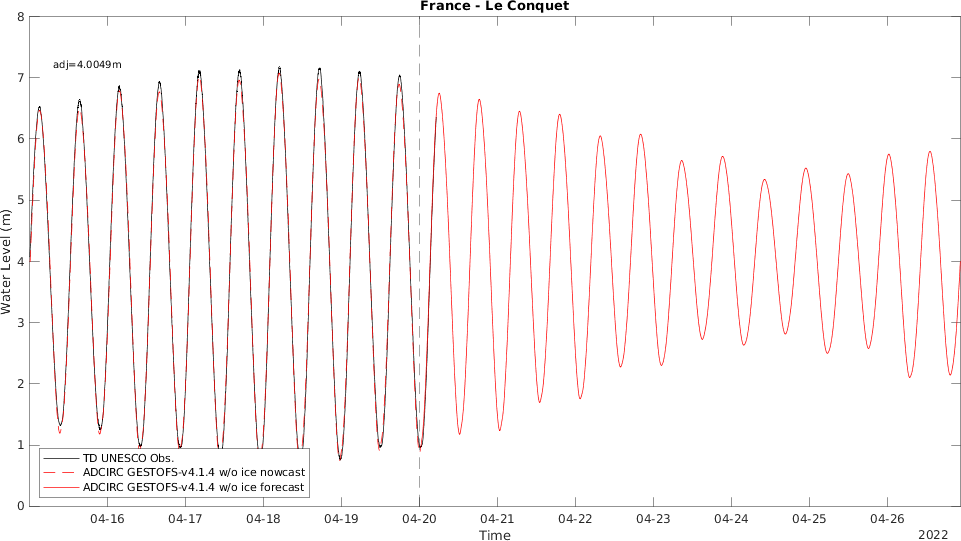 France - Le Conquet
adj=4.0049m
Water Level (m)
8
7
6
5
4
3
2
1
0
TD UNESCO Obs.
ADCIRC GESTOFS-v4.1.4 w/o ice nowcast
ADCIRC GESTOFS-v4.1.4 w/o ice forecast
04-16 04-17 04-18 04-19 04-20 04-21 04-22 04-23 04-24 04-25 04-26
Time
2022